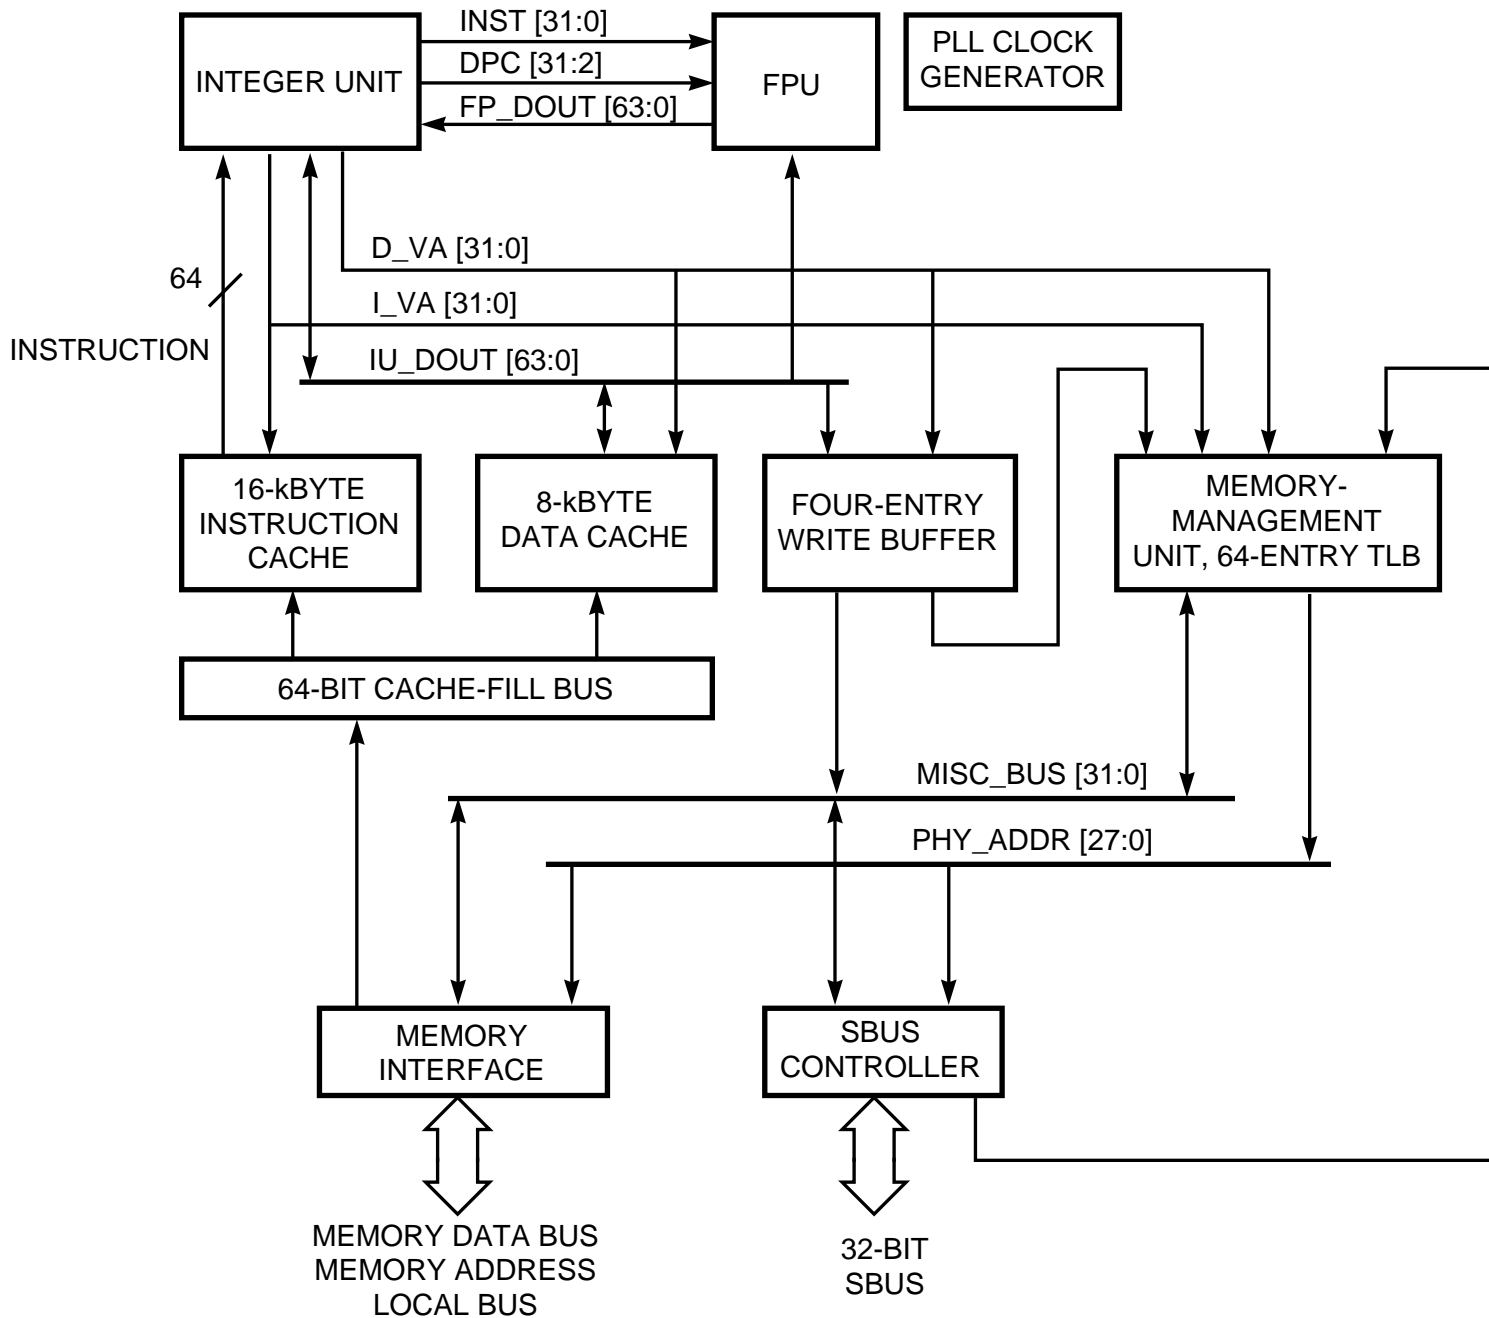 INTEGER UNIT
INST [31:0]
DPC [31:2]
FP_DOUT [63:0]
FPU
PLL CLOCK
GENERATOR
D_VA [31:0]
64
I_VA [31:0]
INSTRUCTION
IU_DOUT [63:0]
16-kBYTE
INSTRUCTION
CACHE
8-kBYTE
DATA CACHE
FOUR-ENTRY
WRITE BUFFER
MEMORY-
MANAGEMENT
UNIT, 64-ENTRY TLB
64-BIT CACHE-FILL BUS
MISC_BUS [31:0]
PHY_ADDR [27:0]
MEMORY
INTERFACE
SBUS
CONTROLLER
MEMORY DATA BUS
MEMORY ADDRESS
LOCAL BUS
32-BIT
SBUS